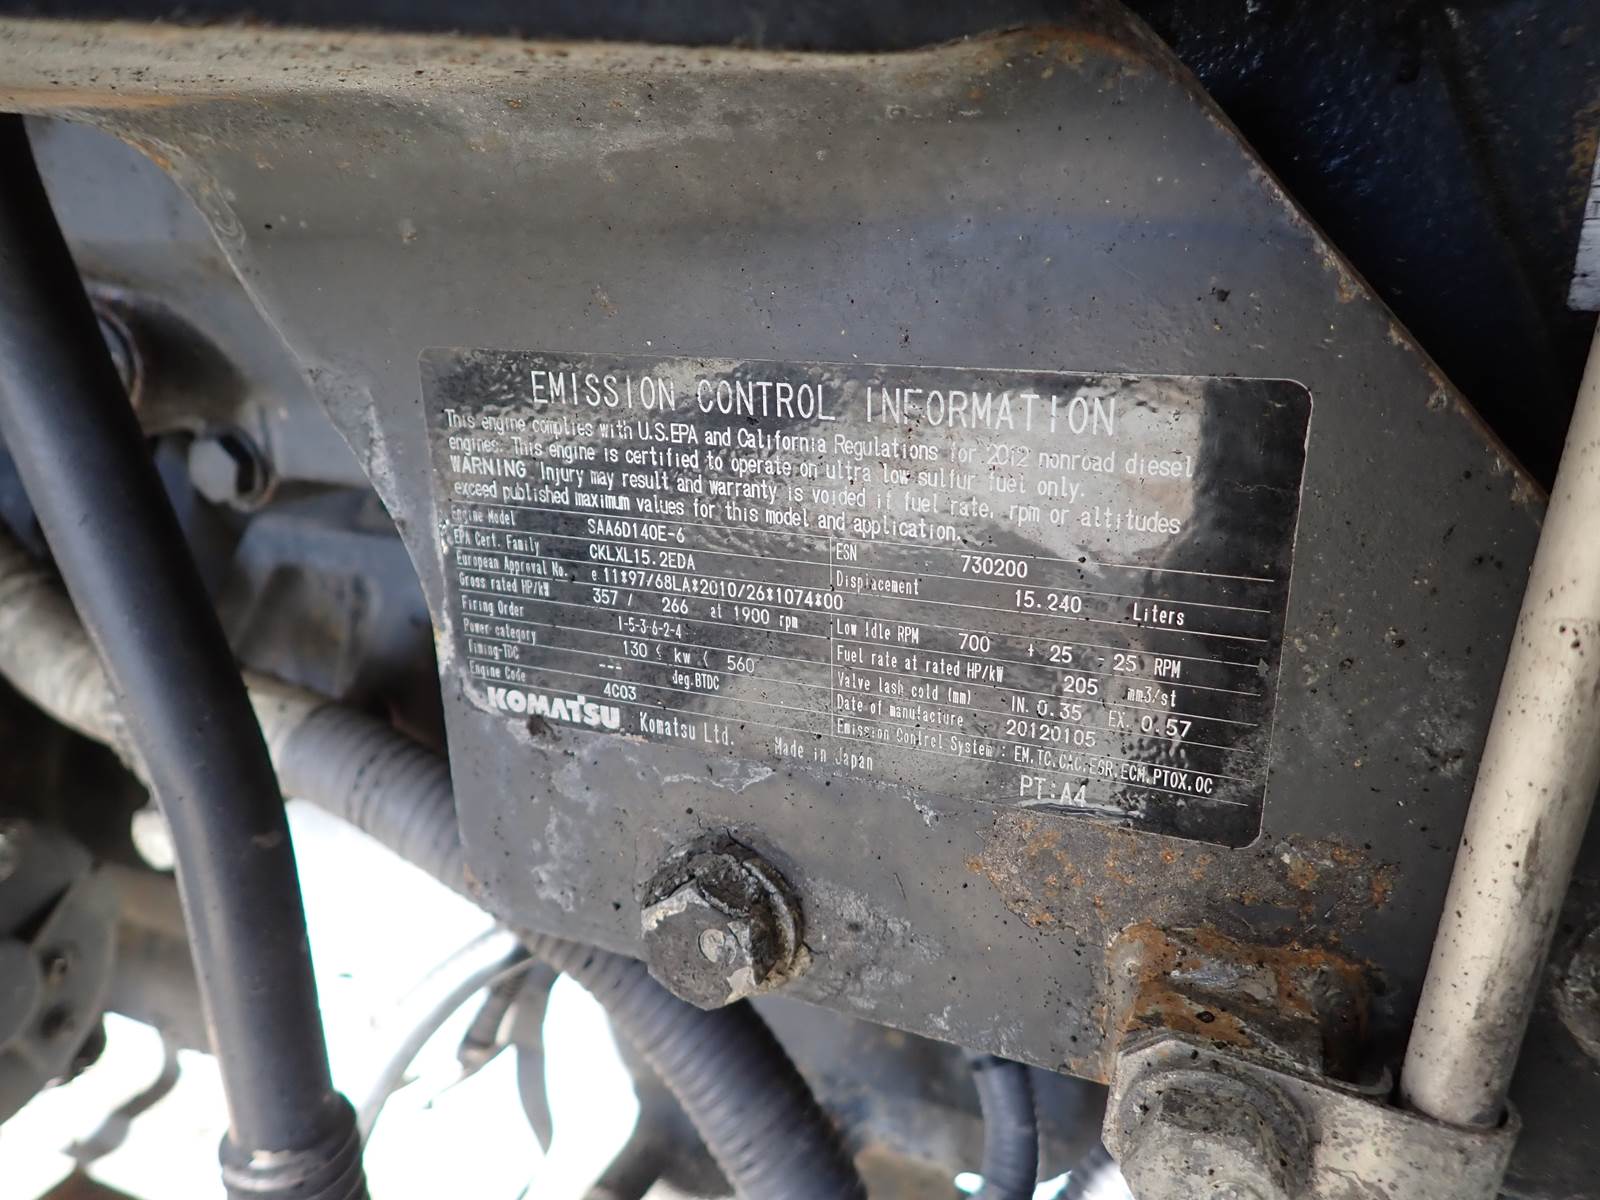 EMISSION CONTROL INFORMATION
This engine complies with U.S.EPA and California Regulations for 2012 nonroad diesel
engines. This engine is certified to operate on ultra low sulfur fuel only.
WARNING Injury may result and warranty is voided if fuel rate, rpm or altitudes
exceed published maximum values for this model and application.
Engine Model SAA6D140E-6
EPA Cert. Family CKLXL15.2EDA
European Approval No. e 11*97/68LA*2010/26*1074*00
Gross rated HP/kW 357 / 266 at 1900 rpm
Firing Order 1-5-3-6-2-4
Power category 130 ≤ kw < 560
Timing-TDC --- deg.BTDC
Engine Code 4C03
ESN 730200
Displacement 15.240 Liters
Low Idle RPM 700 + 25 - 25 RPM
Fuel rate at rated HP/kW 205 mm3/st
Valve lash cold (mm) IN. 0.35 EX. 0.57
Date of manufacture 20120105
Emission Control System : EM.TC.CAC.EGR.ECM.PTOX.OC
KOMATSU Komatsu Ltd. Made in Japan
PT:A4